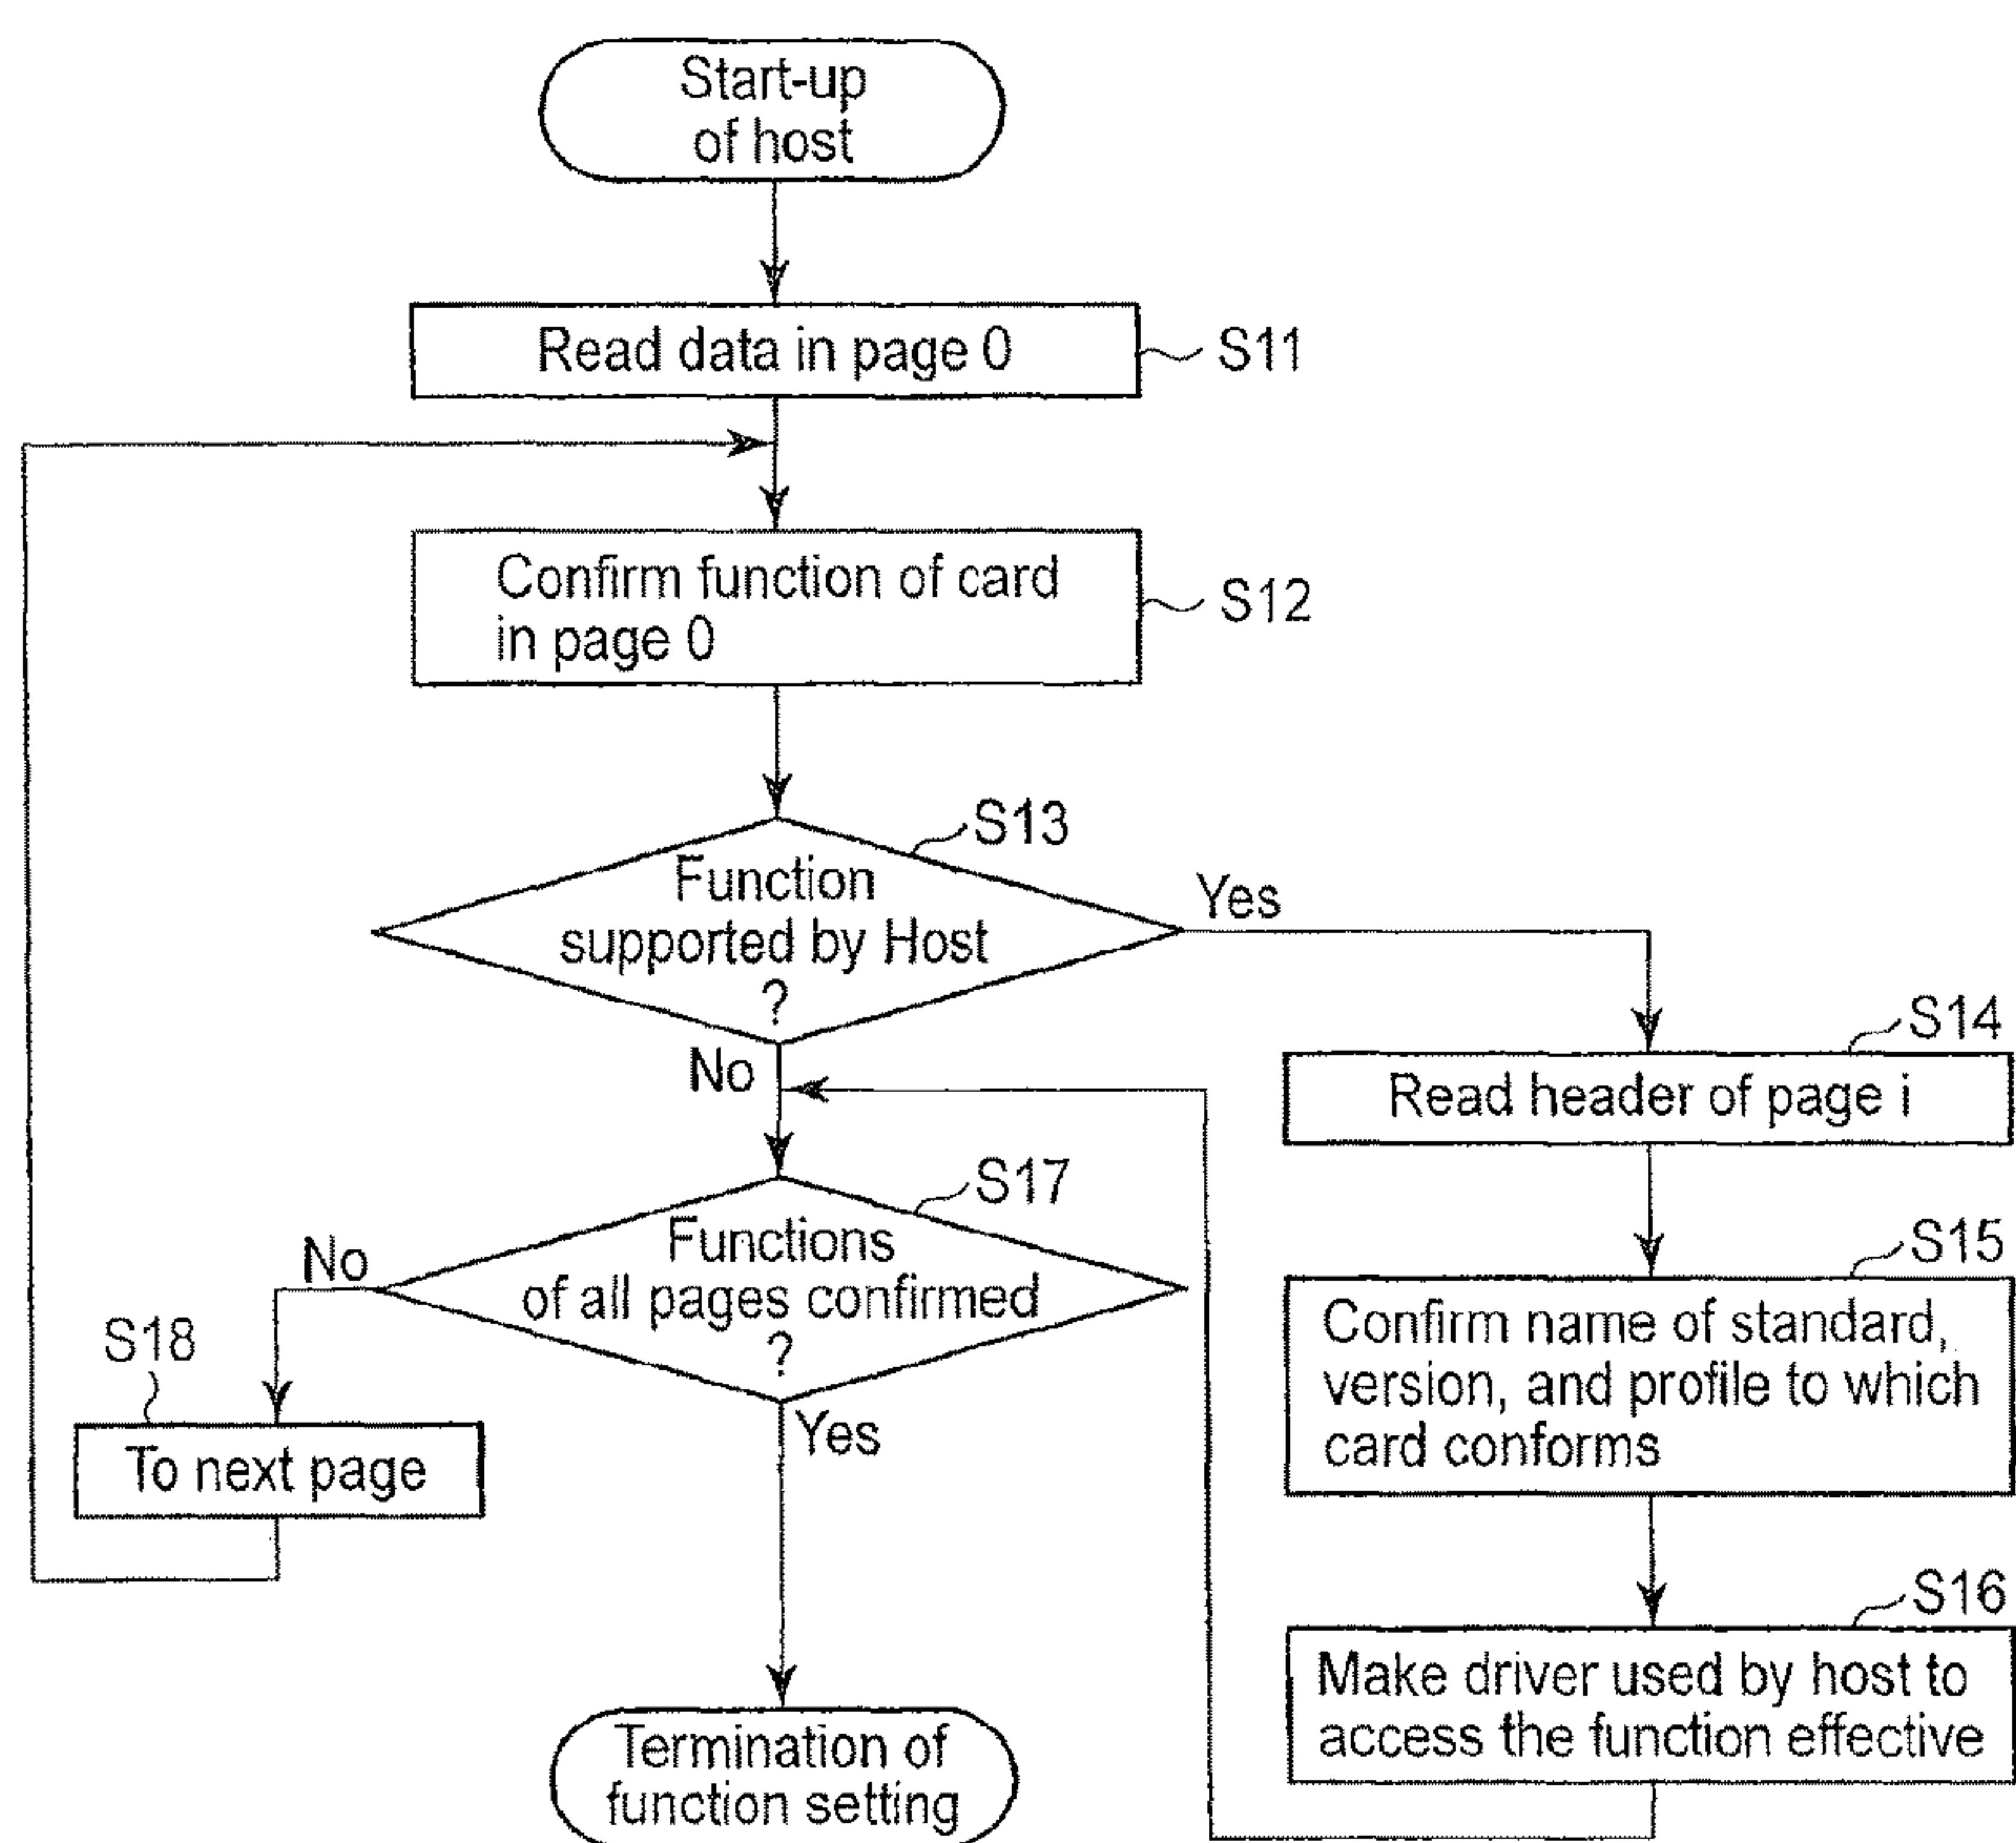 Start-up
of host
Read data in page 0
S11
Confirm function of card
in page 0
S12
S13
Function
supported by Host
?
Yes
No
S14
Read header of page i
S15
Confirm name of standard,
version, and profile to which
card conforms
S16
Make driver used by host to
access the function effective
S17
Functions
of all pages confirmed
?
No
Yes
S18
To next page
Termination of
function setting